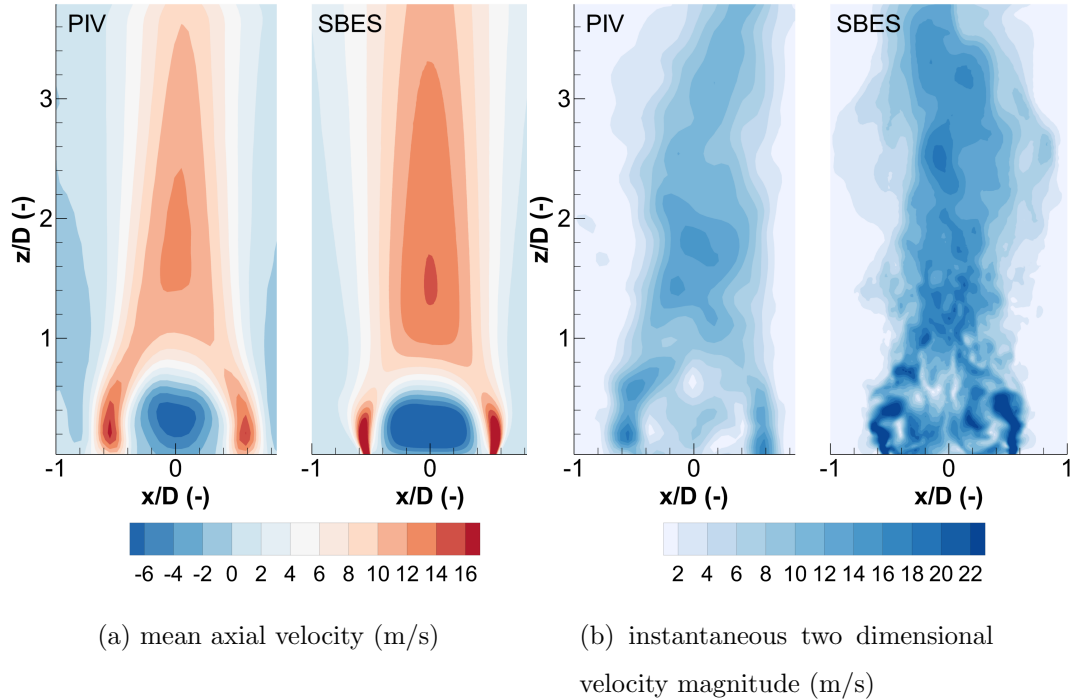 PIV SBES PIV SBES
3 3
z/D (-) z/D (-)
2 2
1 1
-1 0 -1 0 -1 0 -1 0 1
x/D (-) x/D (-) x/D (-) x/D (-)
-6 -4 -2 0 2 4 6 8 10 12 14 16
2 4 6 8 10 12 14 16 18 20 22
(a) mean axial velocity (m/s)
(b) instantaneous two dimensional
velocity magnitude (m/s)